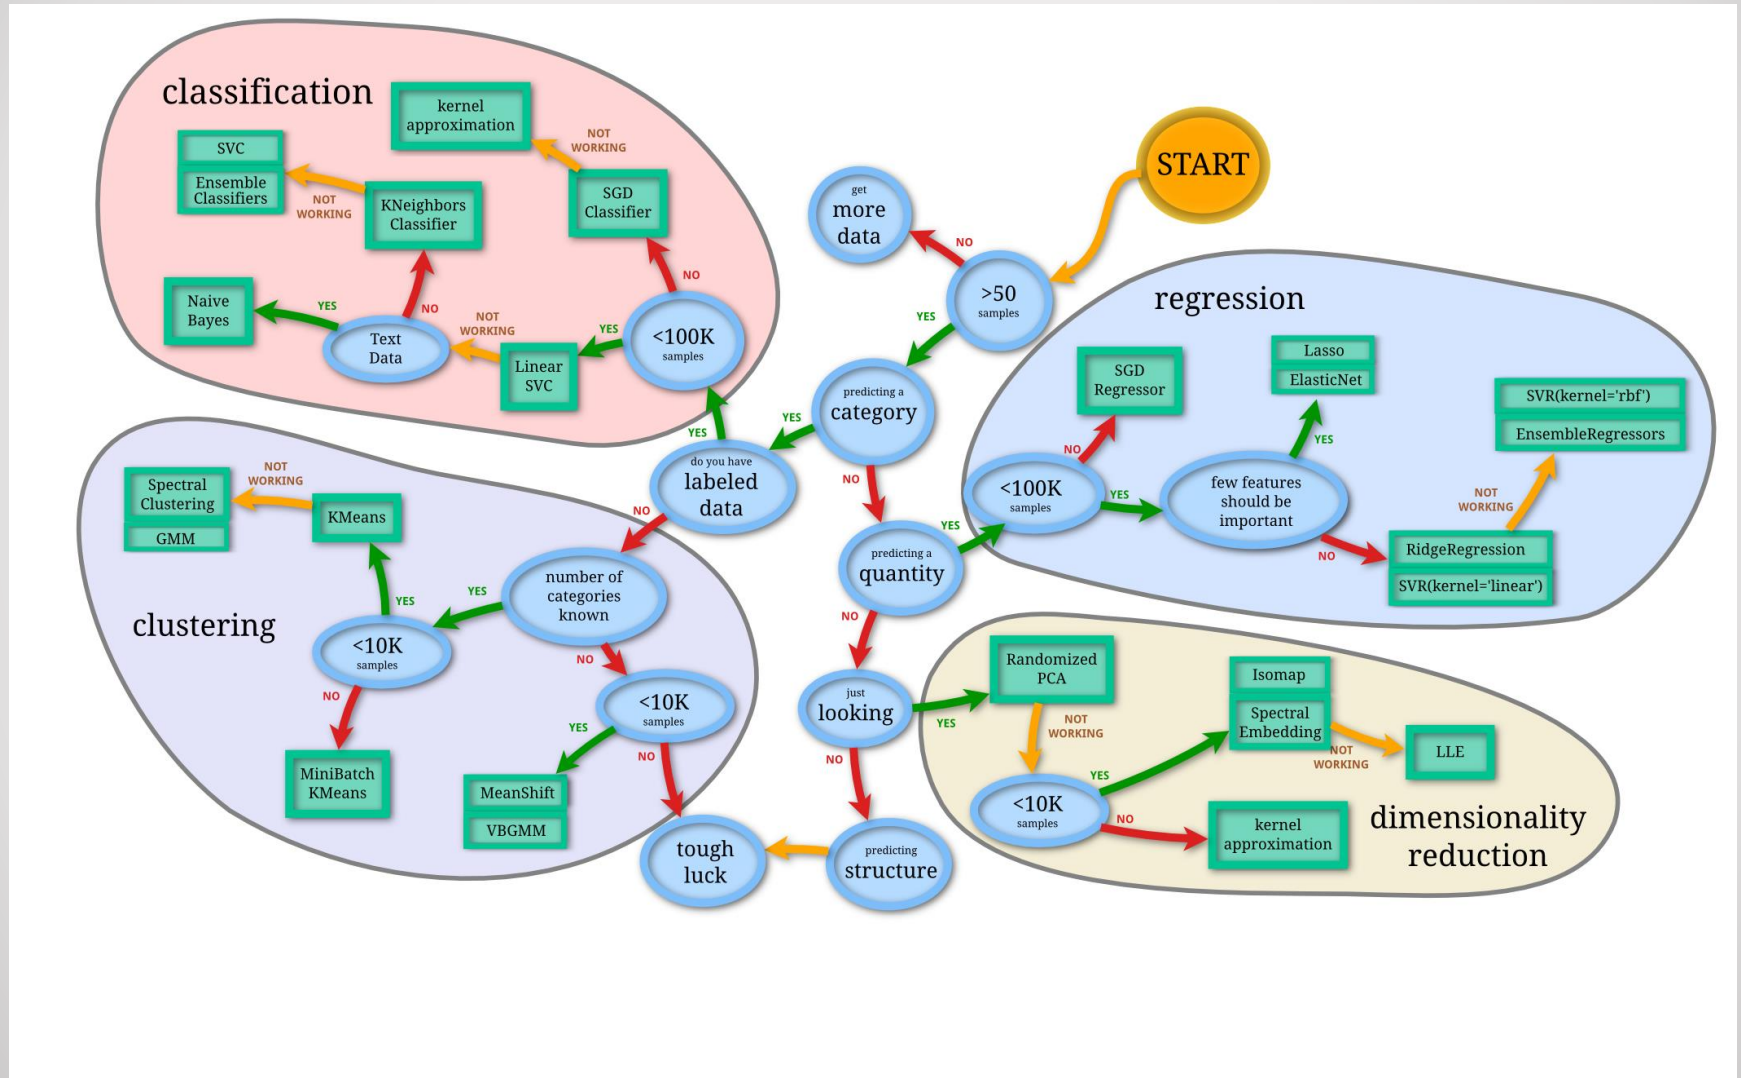 classification
kernel
approximation
NOT
WORKING
SVC
Ensemble
Classifiers
NOT
WORKING
KNeighbors
Classifier
SGD
Classifier
NO
Naive
Bayes
YES
NO
Text
Data
NOT
WORKING
Linear
SVC
YES
<100K
samples
START
get
more
data
NO
>50
samples
YES
predicting a
category
YES
NO
YES
do you have
labeled
data
NO
predicting a
quantity
YES
NO
just
looking
YES
NO
predicting
structure
tough
luck
regression
SGD
Regressor
NO
<100K
samples
YES
Lasso
ElasticNet
YES
few features
should be
important
NO
SVR(kernel='rbf')
EnsembleRegressors
NOT
WORKING
RidgeRegression
SVR(kernel='linear')
clustering
Spectral
Clustering
GMM
NOT
WORKING
KMeans
YES
<10K
samples
NO
MiniBatch
KMeans
YES
number of
categories
known
NO
<10K
samples
YES
NO
MeanShift
VBGMM
Randomized
PCA
NOT
WORKING
<10K
samples
YES
NO
Isomap
Spectral
Embedding
NOT
WORKING
LLE
kernel
approximation
dimensionality
reduction